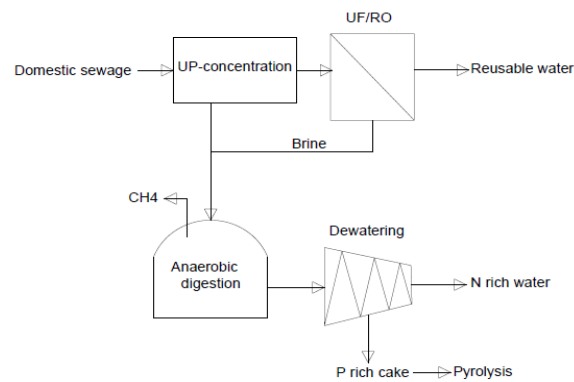 UF/RO
Domestic sewage
UP-concentration
Reusable water
Brine
CH4
Dewatering
Anaerobic
digestion
N rich water
P rich cake
Pyrolysis